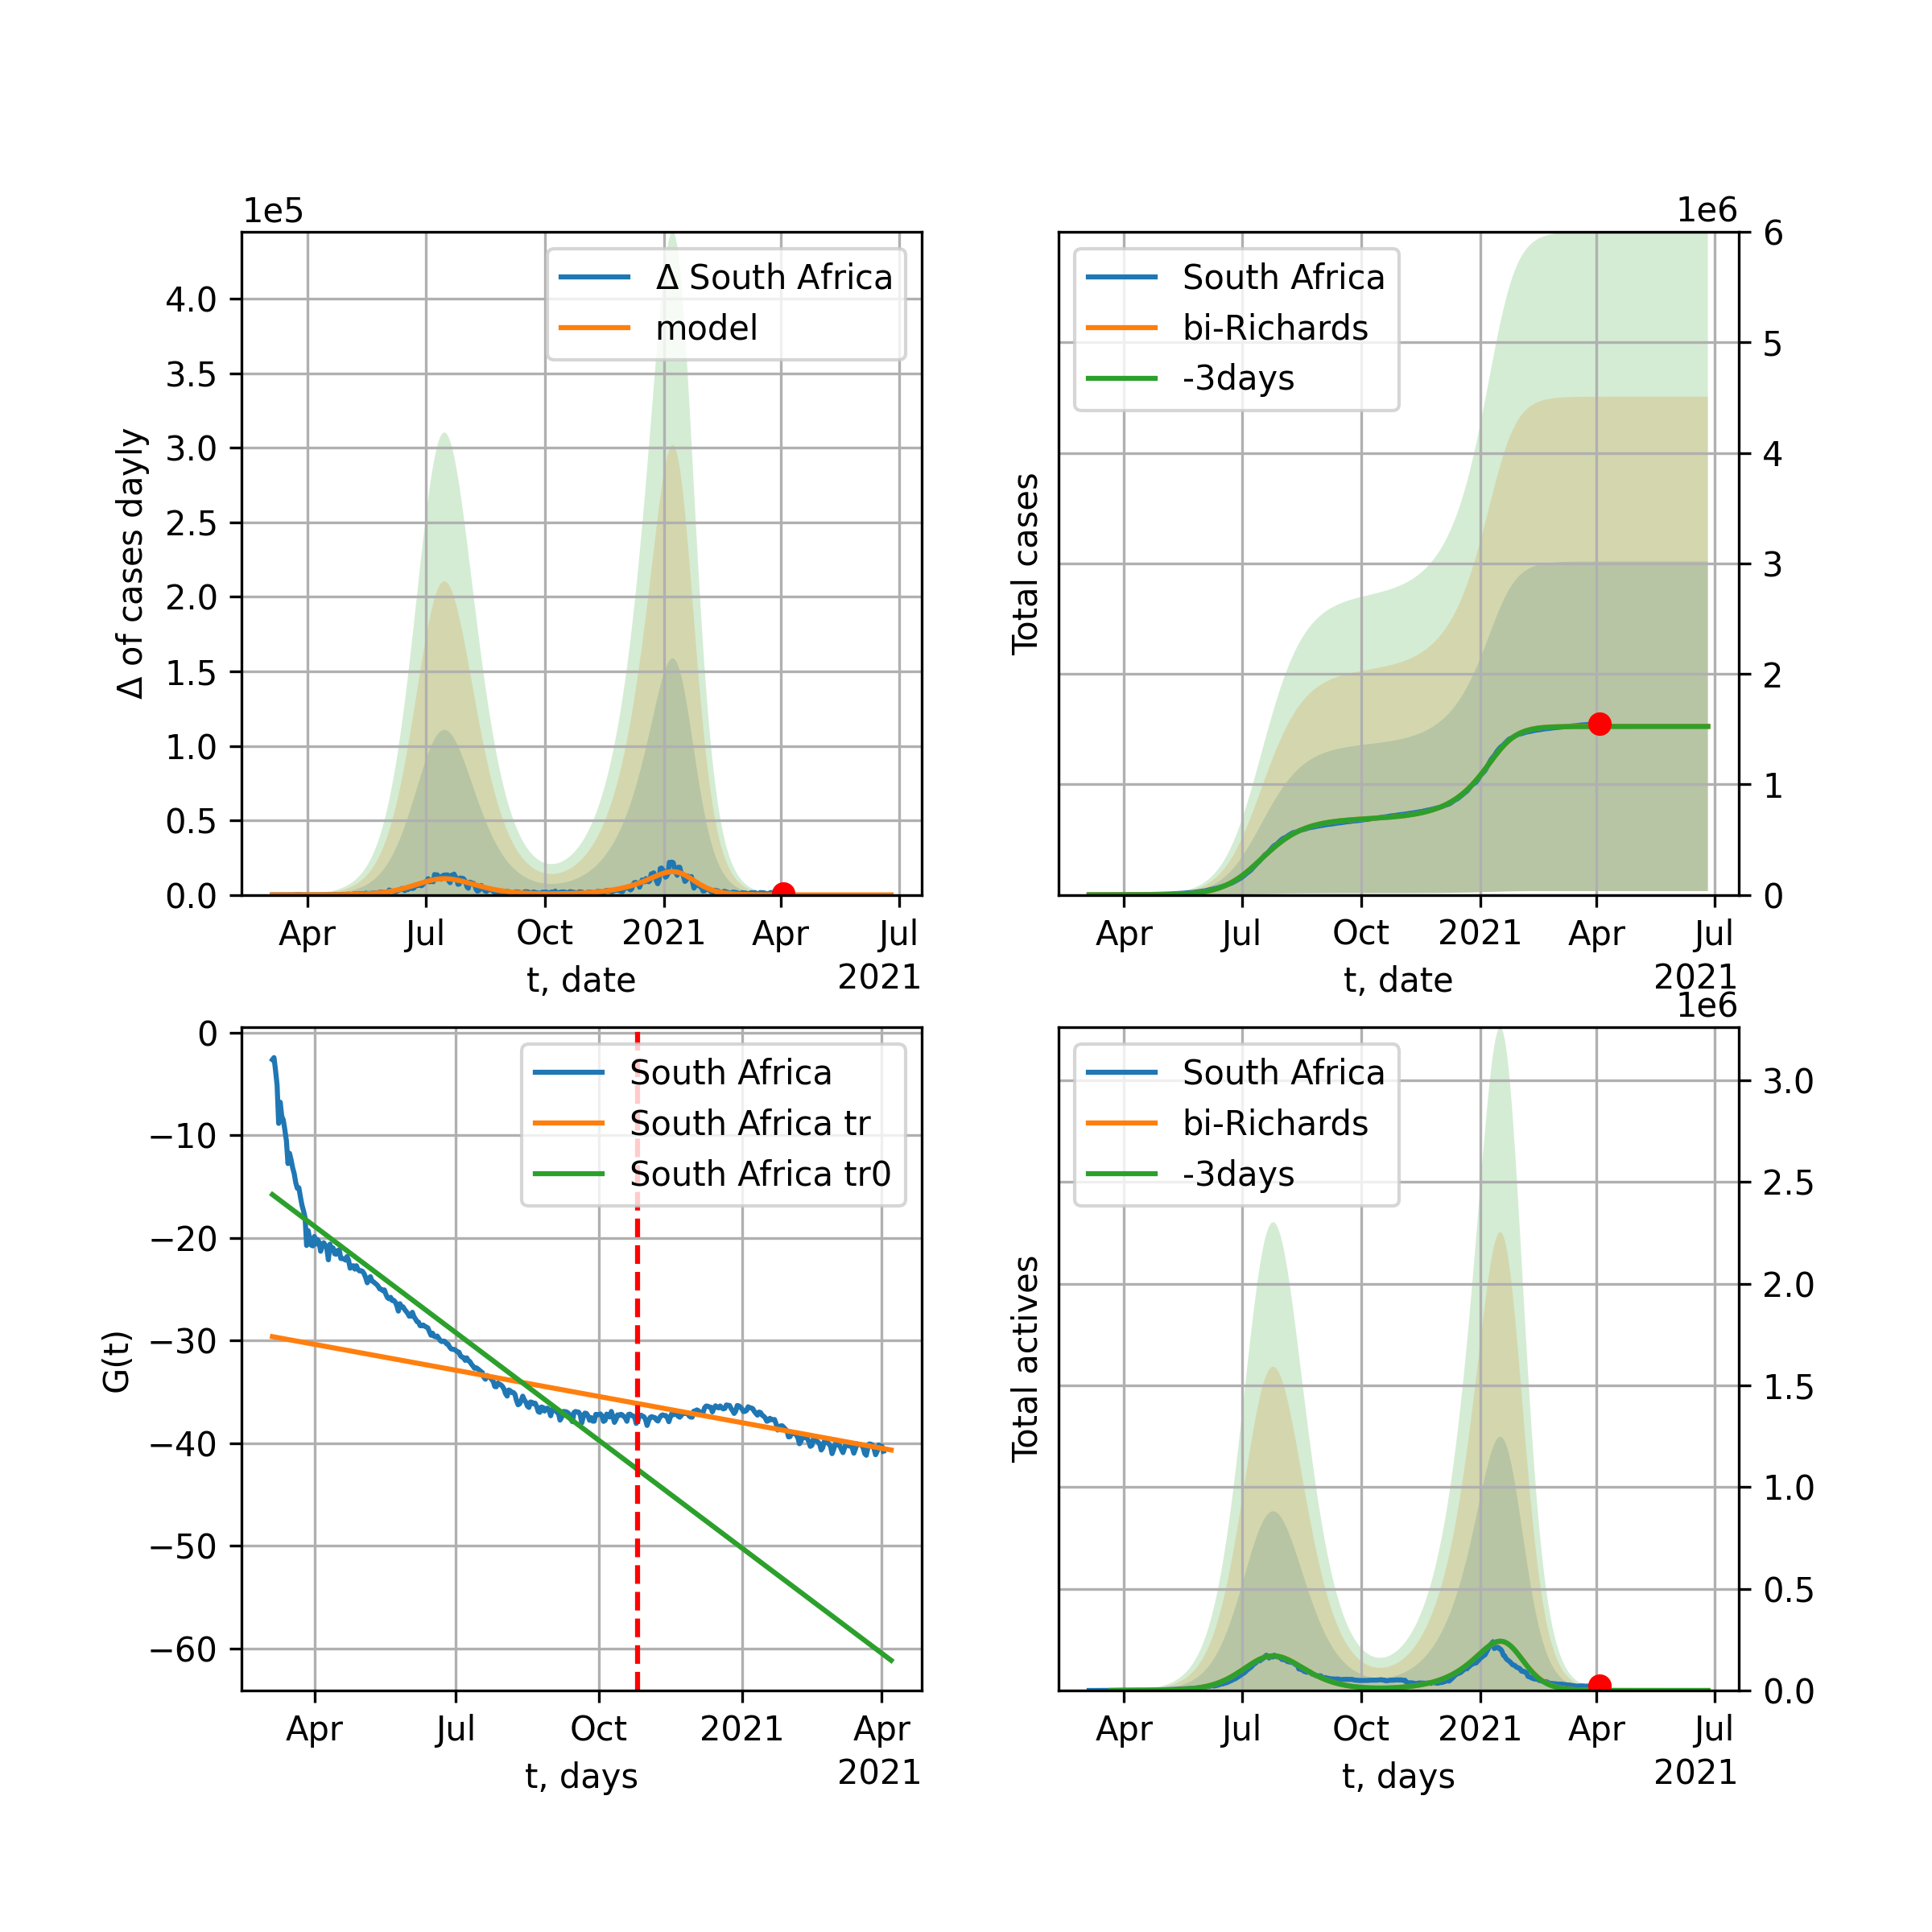 1e5
Δ of cases dayly
4.0
3.5
3.0
2.5
2.0
1.5
1.0
0.5
0.0
Δ South Africa
model
Apr Jul Oct 2021 Apr Jul
t, date
2021
1e6
Total cases
South Africa
bi-Richards
-3days
6
5
4
3
2
1
0
Apr Jul Oct 2021 Apr Jul
t, date
2021
G(t)
0
−10
−20
−30
−40
−50
−60
South Africa
South Africa tr
South Africa tr0
Apr Jul Oct 2021 Apr
t, days
2021
1e6
Total actives
South Africa
bi-Richards
-3days
3.0
2.5
2.0
1.5
1.0
0.5
0.0
Apr Jul Oct 2021 Apr Jul
t, days
2021